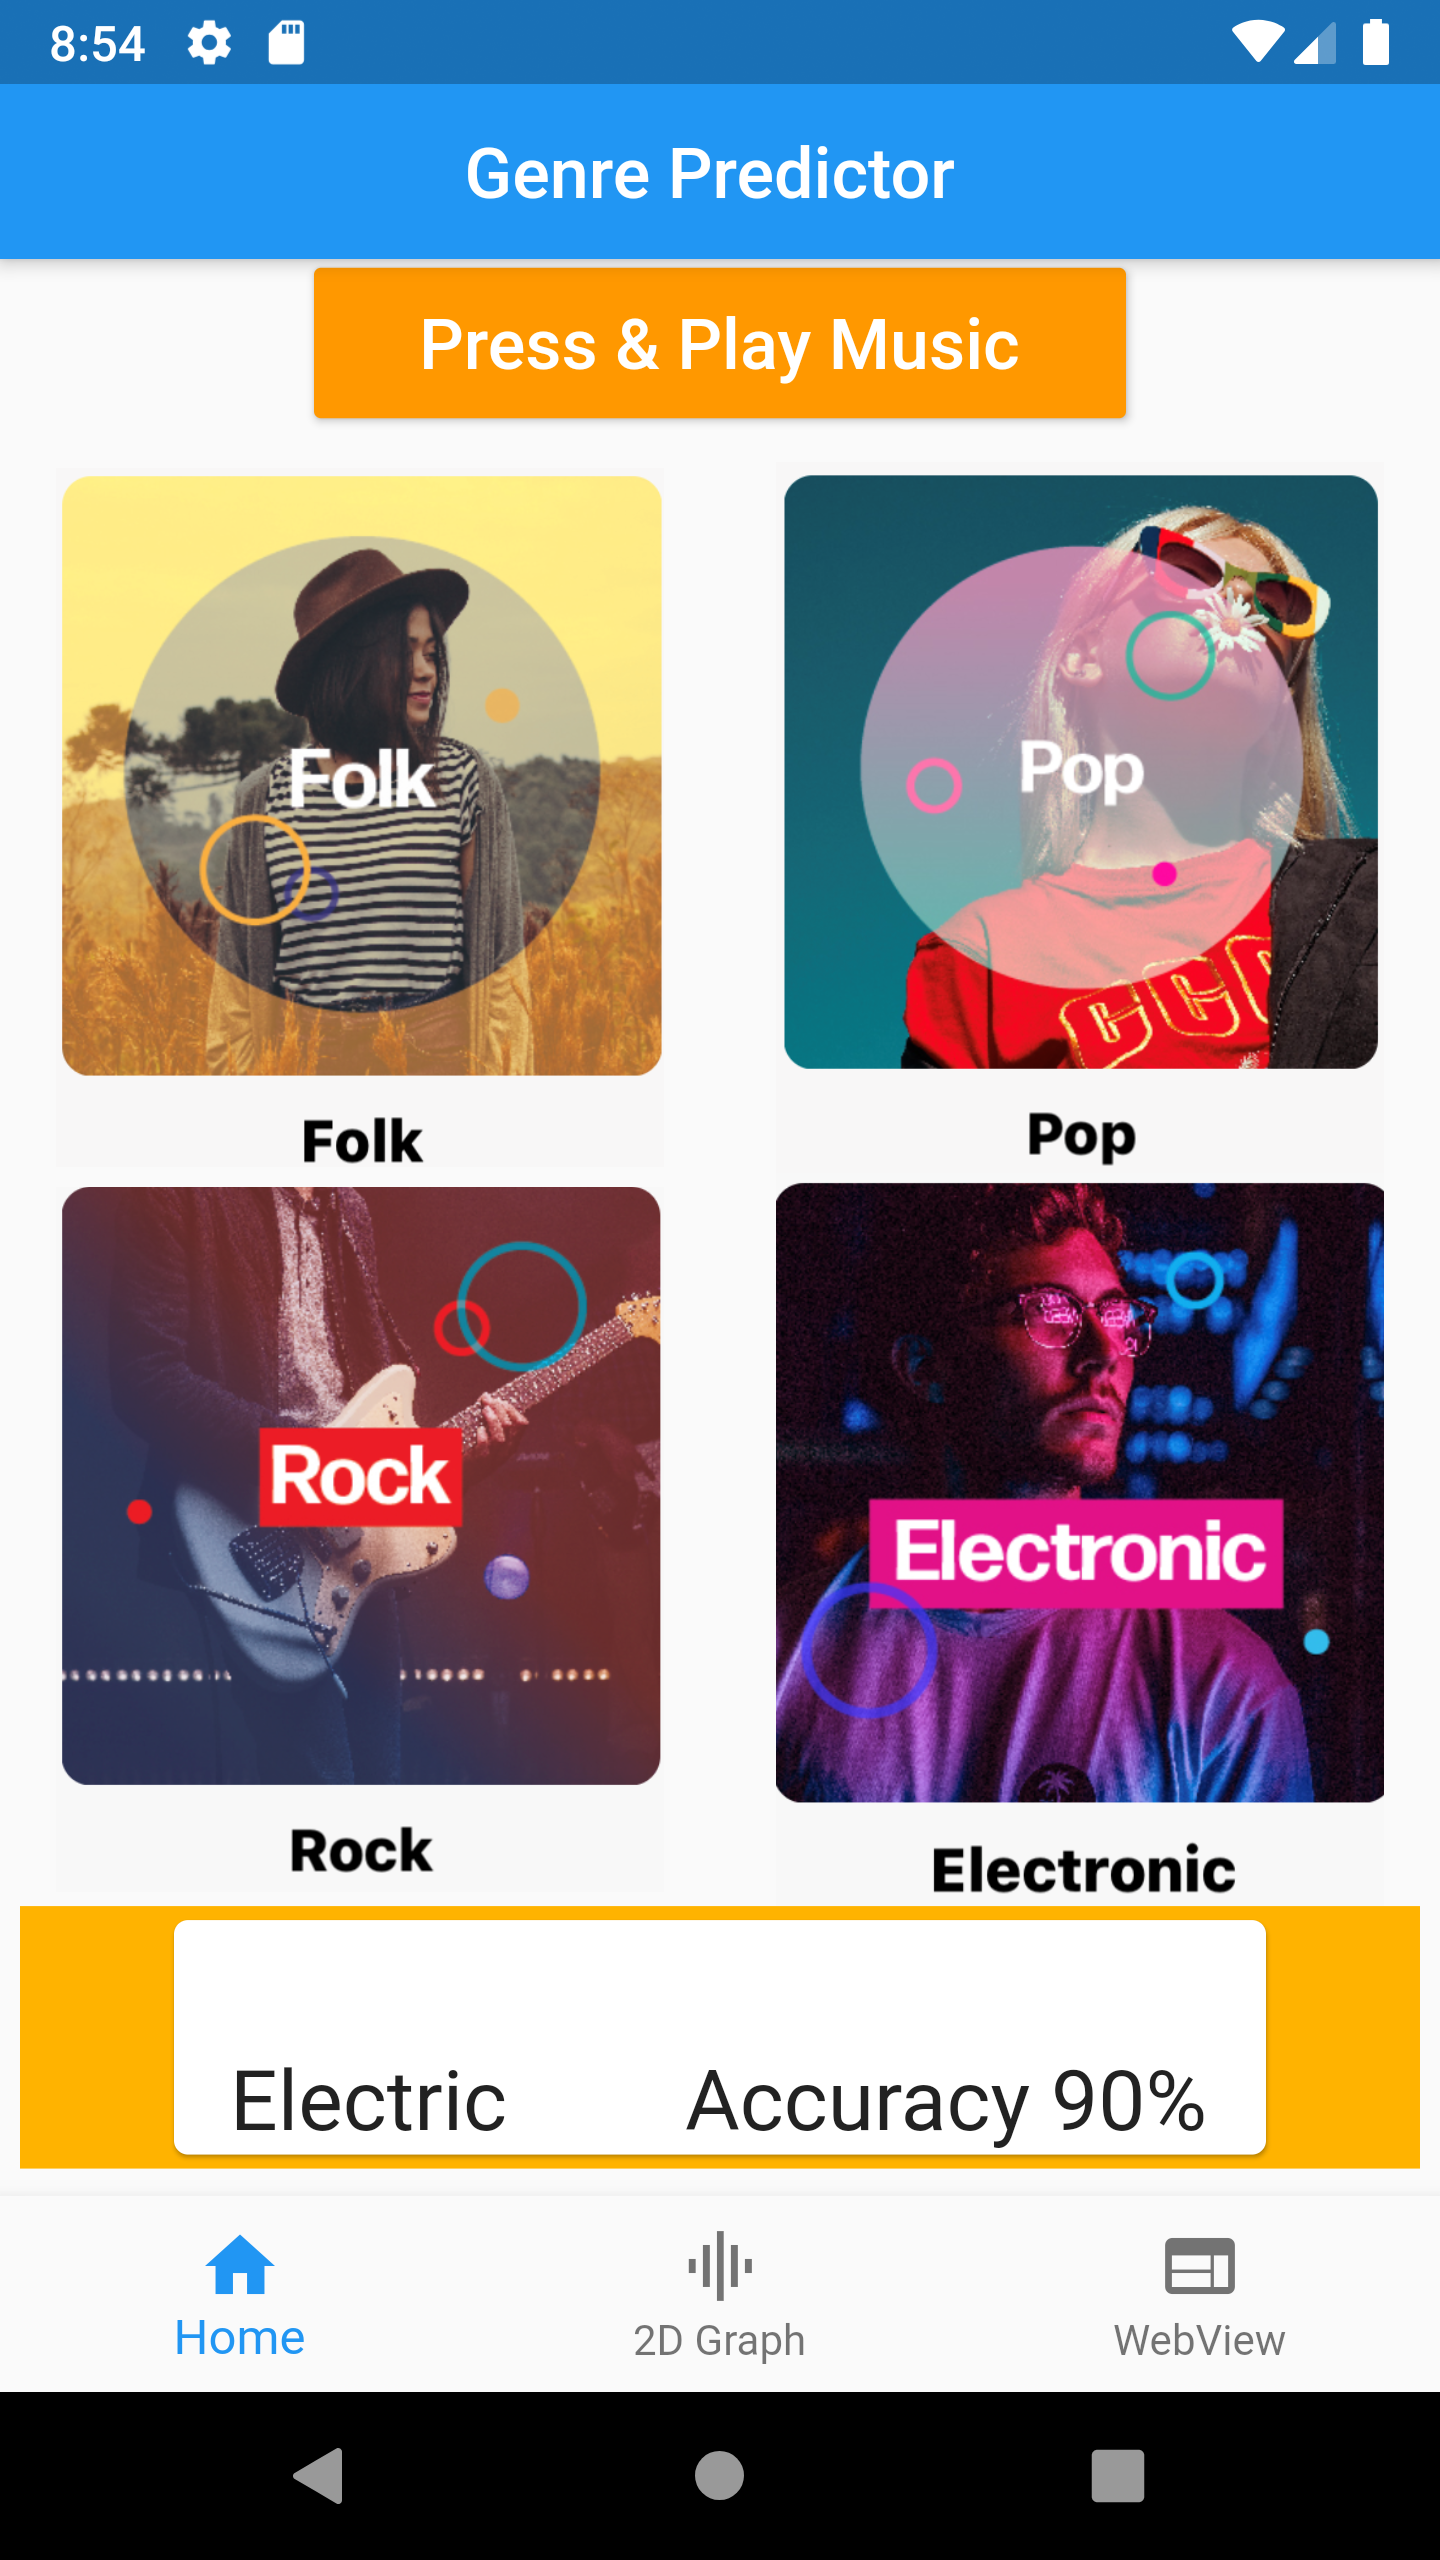 8:54
Genre Predictor
Press & Play Music
Folk
Pop
Folk
Pop
Rock
Electronic
Rock
Electronic
Electric Accuracy 90%
Home 2D Graph WebView